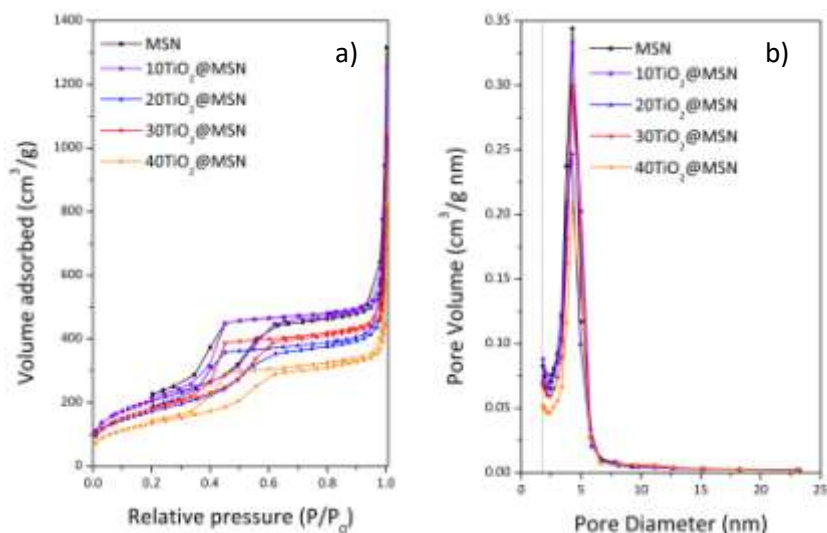 a)
MSN
10TiO₂@MSN
20TiO₂@MSN
30TiO₂@MSN
40TiO₂@MSN
1400
1200
1000
800
600
400
200
0
Volume adsorbed (cm³/g)
0.0 0.2 0.4 0.6 0.8 1.0
Relative pressure (P/P₀)
b)
MSN
10TiO₂@MSN
20TiO₂@MSN
30TiO₂@MSN
40TiO₂@MSN
0.35
0.30
0.25
0.20
0.15
0.10
0.05
0.00
Pore Volume (cm³/g nm)
0 5 10 15 20 25
Pore Diameter (nm)